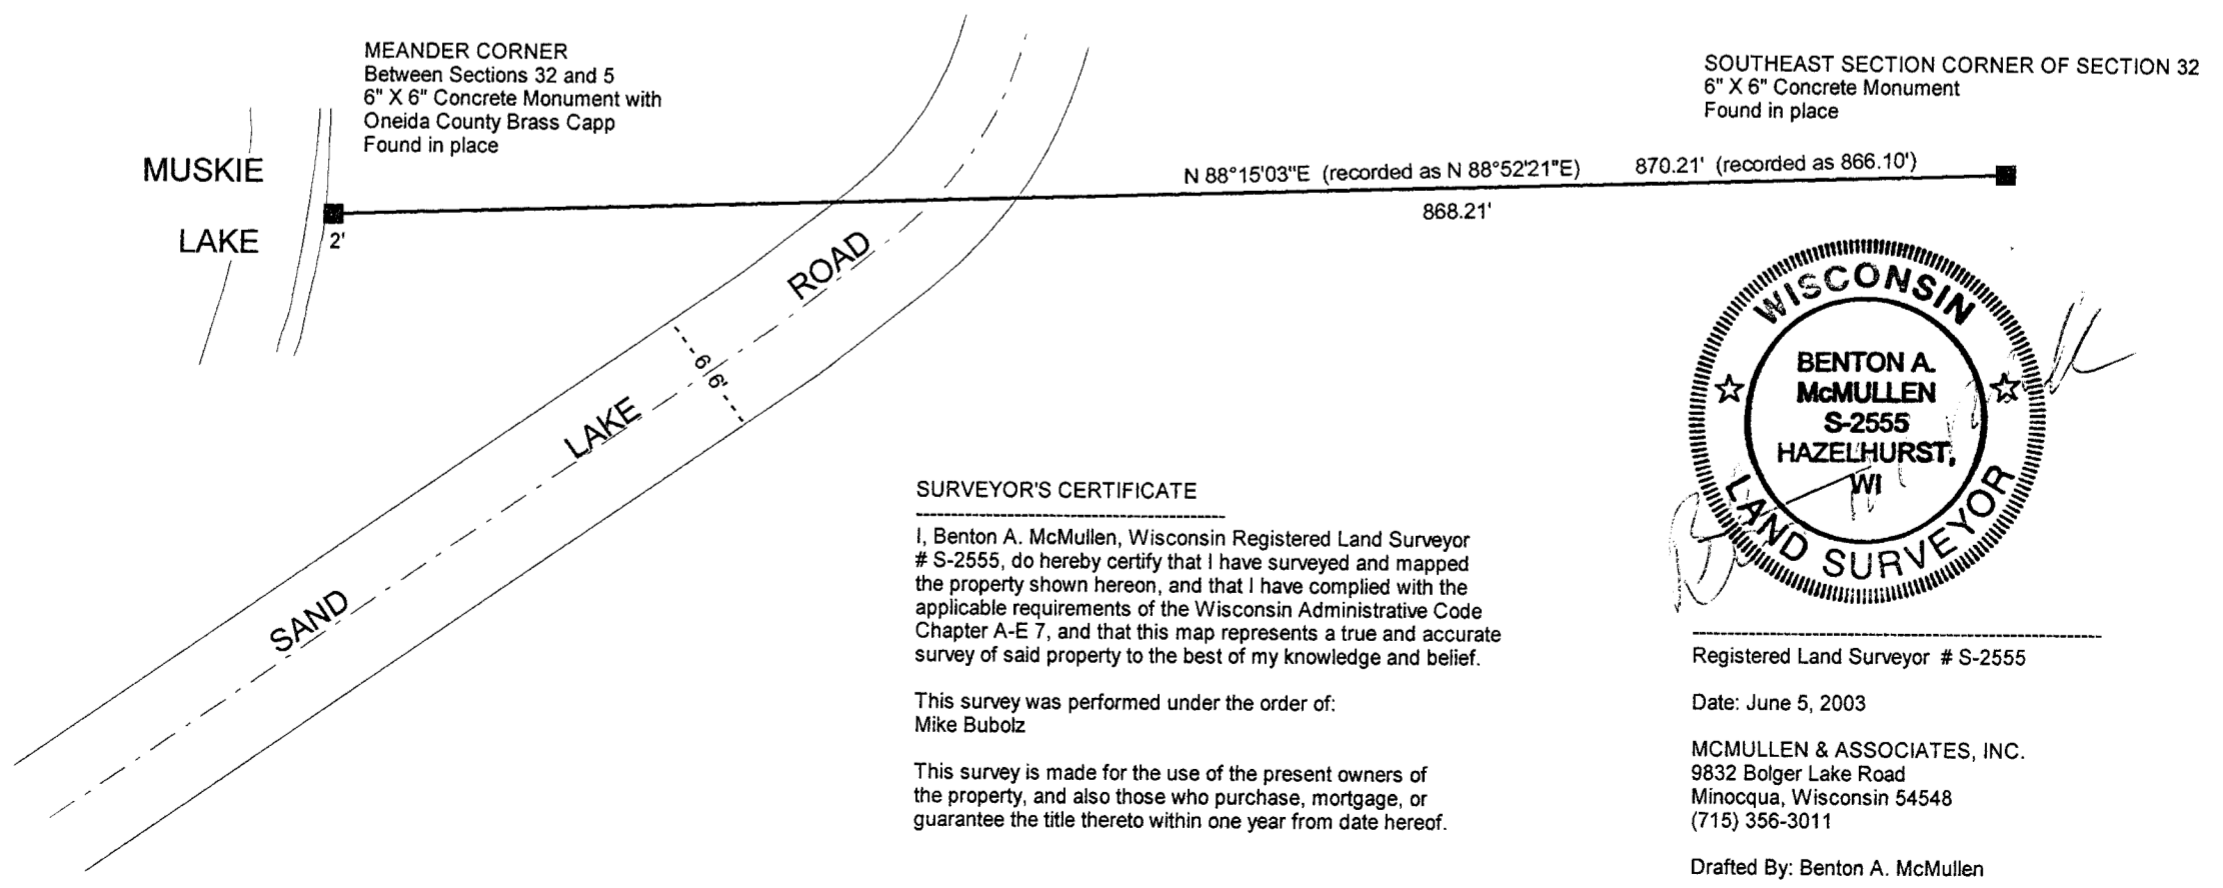 MEANDER CORNER
Between Sections 32 and 5
6" X 6" Concrete Monument with
Oneida County Brass Capp
Found in place
SOUTHEAST SECTION CORNER OF SECTION 32
6" X 6" Concrete Monument
Found in place
MUSKIE
LAKE
2'
N 88°15'03"E (recorded as N 88°52'21"E) 870.21' (recorded as 866.10')
868.21'
SAND LAKE ROAD
66'
WISCONSIN
BENTON A.
McMULLEN
S-2555
HAZELHURST,
WI
LAND SURVEYOR
SURVEYOR'S CERTIFICATE
I, Benton A. McMullen, Wisconsin Registered Land Surveyor
# S-2555, do hereby certify that I have surveyed and mapped
the property shown hereon, and that I have complied with the
applicable requirements of the Wisconsin Administrative Code
Chapter A-E 7, and that this map represents a true and accurate
survey of said property to the best of my knowledge and belief.
This survey was performed under the order of:
Mike Bubolz
This survey is made for the use of the present owners of
the property, and also those who purchase, mortgage, or
guarantee the title thereto within one year from date hereof.
Registered Land Surveyor # S-2555
Date: June 5, 2003
MCMULLEN & ASSOCIATES, INC.
9832 Bolger Lake Road
Minocqua, Wisconsin 54548
(715) 356-3011
Drafted By: Benton A. McMullen